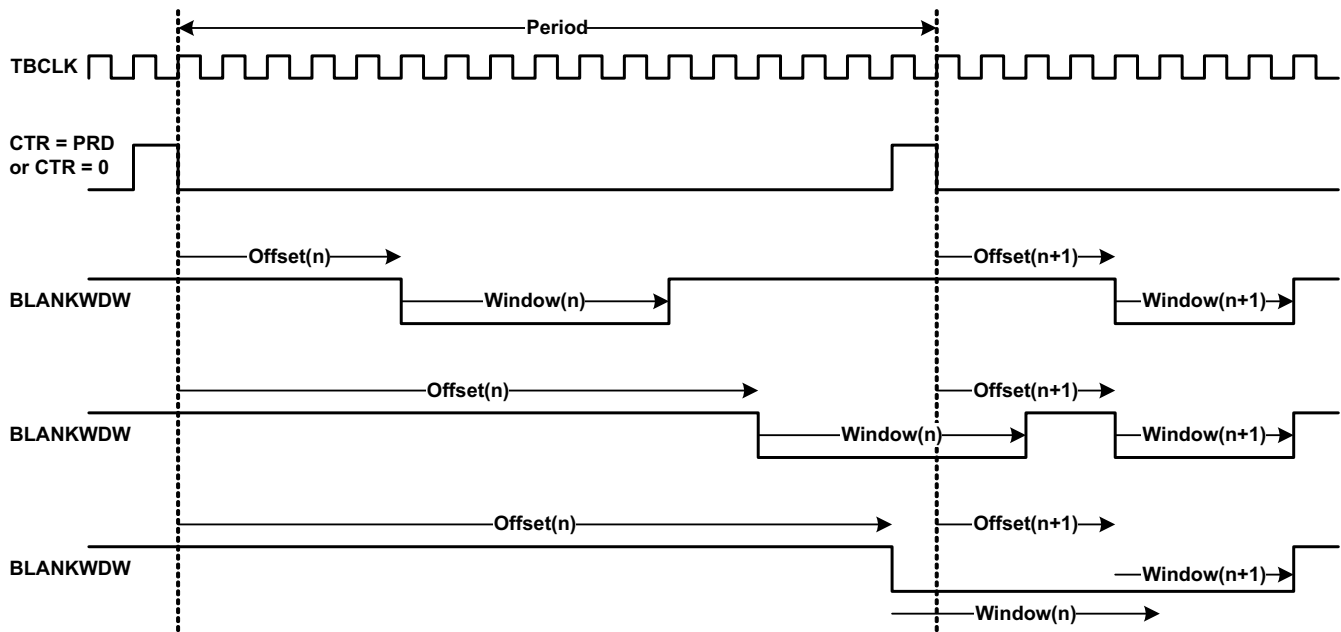 Period
TBCLK
CTR = PRD
or CTR = 0
Offset(n)
Offset(n+1)
BLANKWDW
Window(n)
Window(n+1)
Offset(n)
Offset(n+1)
BLANKWDW
Window(n)
Window(n+1)
Offset(n)
Offset(n+1)
BLANKWDW
Window(n+1)
Window(n)